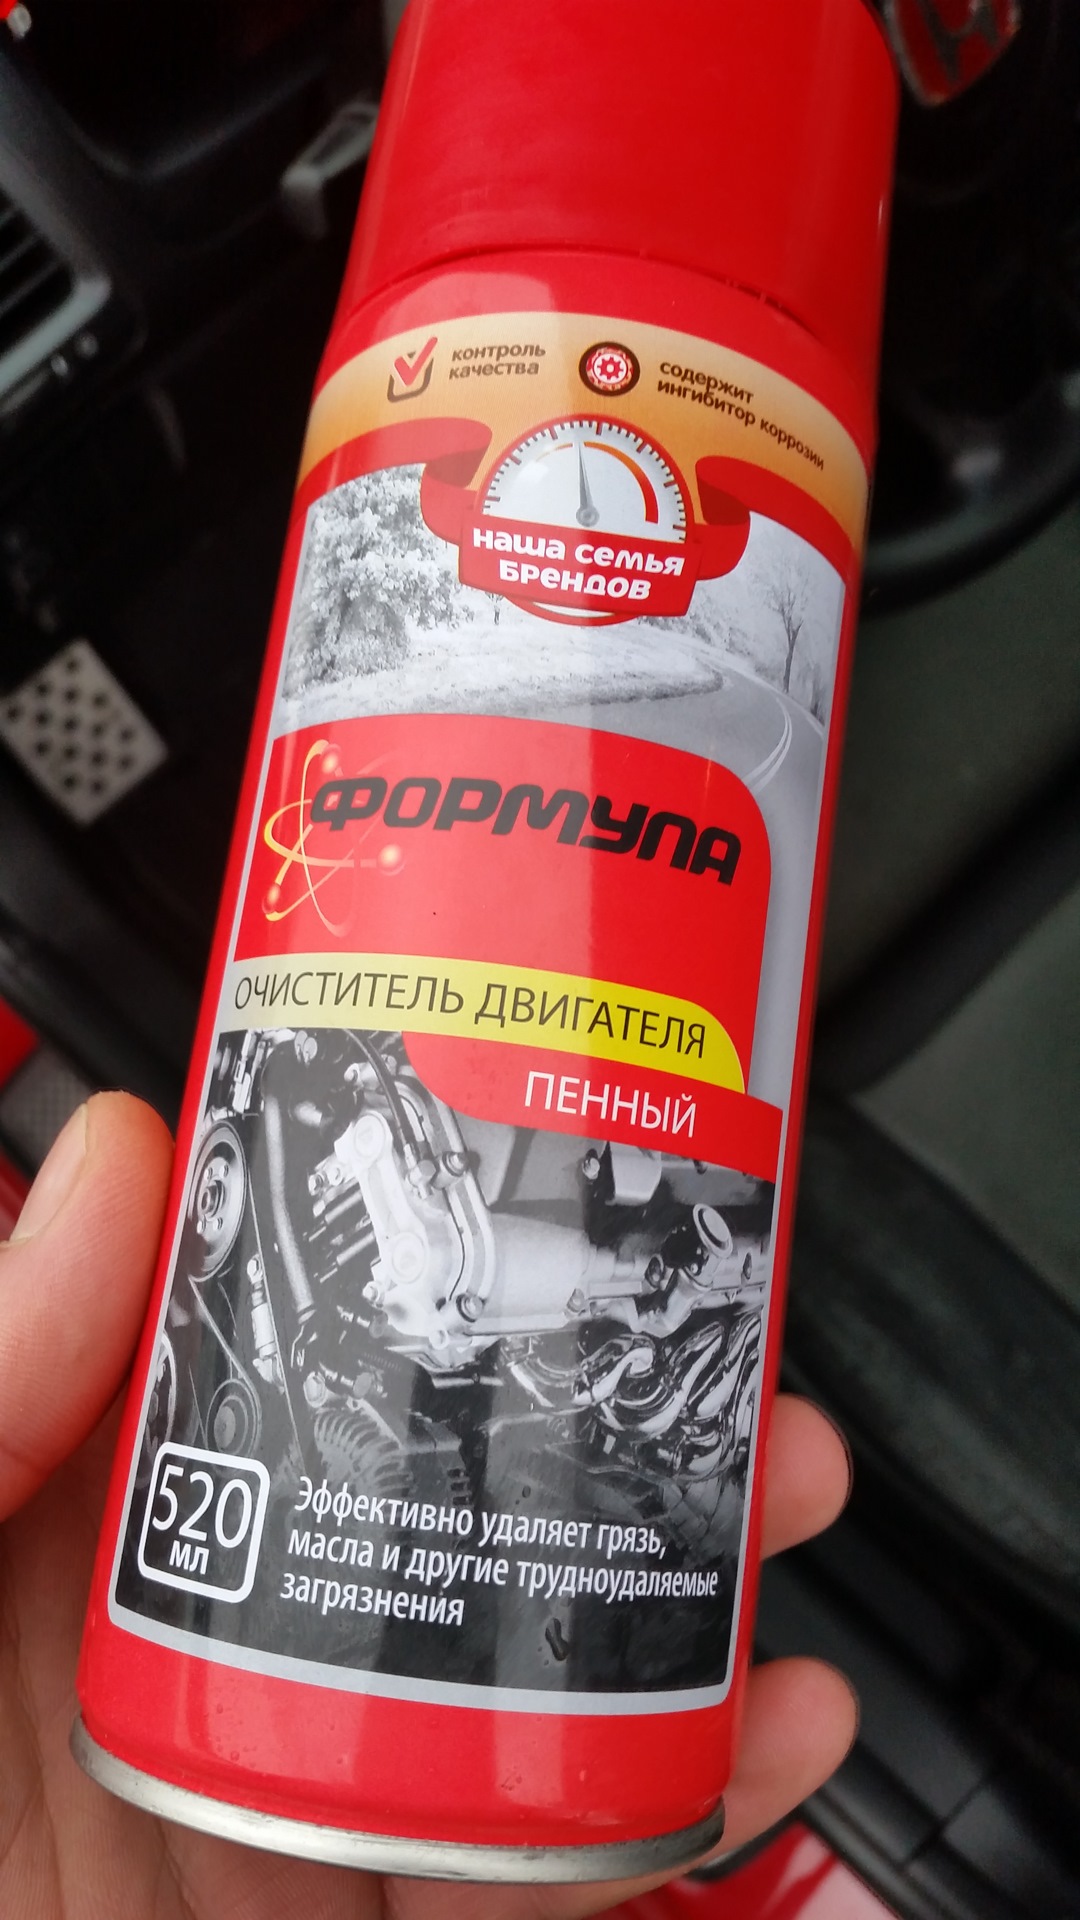 контроль
качества
содержит
ингибитор коррозии
наша семья
брендов
ФОРМУЛА
ОЧИСТИТЕЛЬ ДВИГАТЕЛЯ
ПЕННЫЙ
520
мл
Эффективно удаляет грязь,
масла и другие трудноудаляемые
загрязнения